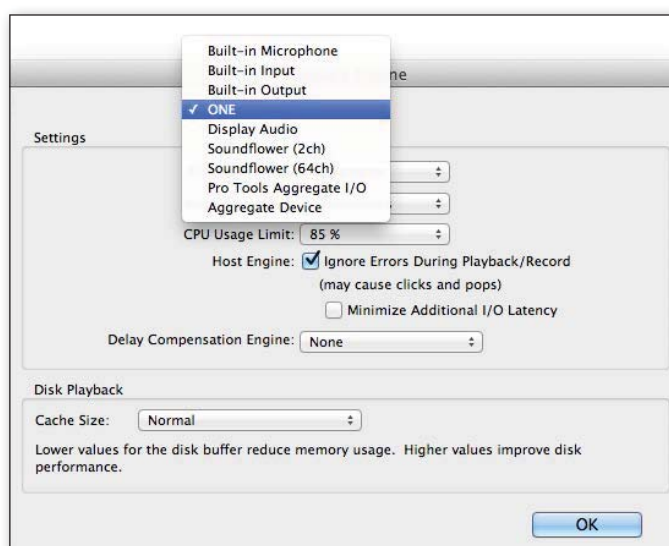 Built-in Microphone
Built-in Input
Built-in Output
✓ ONE
Display Audio
Soundflower (2ch)
Soundflower (64ch)
Pro Tools Aggregate I/O
Aggregate Device
Settings
CPU Usage Limit: 85 %
Host Engine: Ignore Errors During Playback/Record
(may cause clicks and pops)
Minimize Additional I/O Latency
Delay Compensation Engine: None
Disk Playback
Cache Size: Normal
Lower values for the disk buffer reduce memory usage. Higher values improve disk
performance.
OK